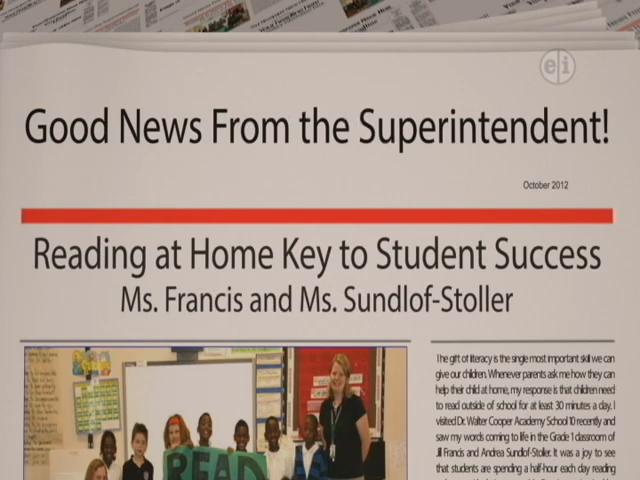 e i
Good News From the Superintendent!
October 2012
Reading at Home Key to Student Success
Ms. Francis and Ms. Sundlof-Stoller
The gift of literacy is the single most important skill we can
give our children. Whenever parents ask me how they can
help their child at home, my response is that children need
to read outside of school for at least 30 minutes a day. I
visited Dr. Walter Cooper Academy School 10 recently and
saw my words coming to life in the Grade 1 classroom of
Jill Francis and Andrea Sundlof-Stoller. It was a joy to see
that students are spending a half-hour each day reading
READ